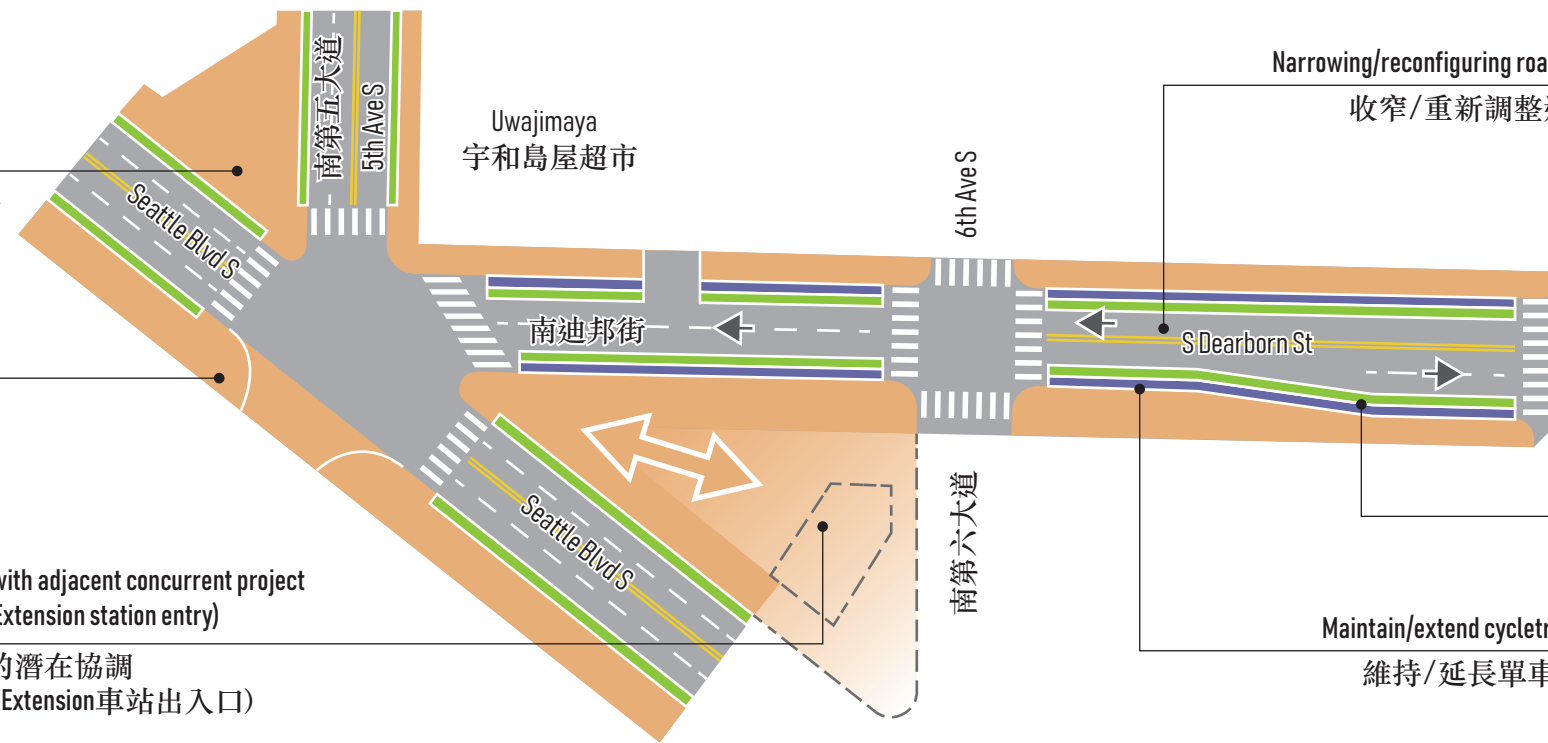 Narrowing/reconfiguring roa
收窄/重新調整
南第五大道
5th Ave S
Uwajimaya
宇和島屋超市
6th Ave S
Seattle Blvd S
南迪邦街
S Dearborn St
Seattle Blvd S
南第六大道
with adjacent concurrent project
Extension station entry)
的潛在協調
Extension車站出入口)
Maintain/extend cycletr
維持/延長單車